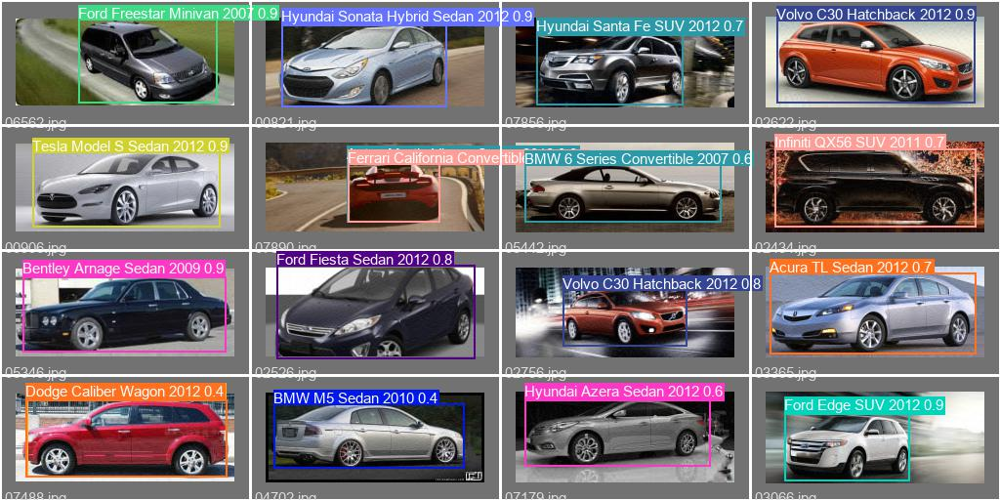 Ford Freestar Minivan 2007 0.9
Hyundai Sonata Hybrid Sedan 2012 0.9
Hyundai Santa Fe SUV 2012 0.7
Volvo C30 Hatchback 2012 0.9
06562.jpg
00821.jpg
07856.jpg
02622.jpg
Tesla Model S Sedan 2012 0.9
Ferrari California Convertible
BMW 6 Series Convertible 2007 0.6
Infiniti QX56 SUV 2011 0.7
00906.jpg
07890.jpg
05442.jpg
02434.jpg
Bentley Arnage Sedan 2009 0.9
Ford Fiesta Sedan 2012 0.8
Volvo C30 Hatchback 2012 0.8
Acura TL Sedan 2012 0.7
05346.jpg
02526.jpg
02756.jpg
03365.jpg
Dodge Caliber Wagon 2012 0.4
BMW M5 Sedan 2010 0.4
Hyundai Azera Sedan 2012 0.6
Ford Edge SUV 2012 0.9
07488.jpg
04702.jpg
07179.jpg
03066.jpg